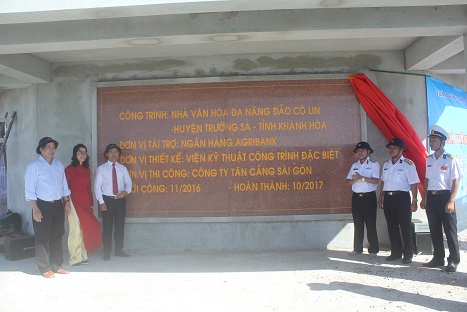 CÔNG TRÌNH: NHÀ VĂN HÓA ĐA NĂNG ĐẢO CÔ LIN
-HUYỆN TRƯỜNG SA - TỈNH KHÁNH HÒA
ĐƠN VỊ TÀI TRỢ: NGÂN HÀNG AGRIBANK
ĐƠN VỊ THIẾT KẾ: VIỆN KỸ THUẬT CÔNG TRÌNH ĐẶC BIỆT
ĐƠN VỊ THI CÔNG: CÔNG TY TÂN CẢNG SÀI GÒN
CÔNG: 11/2016 - HOÀN THÀNH: 10/2017